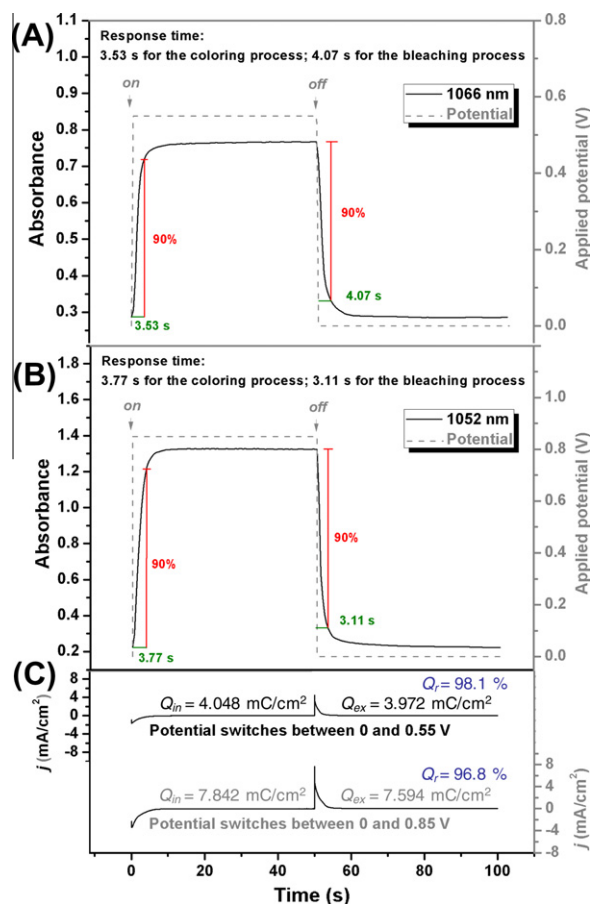 (A)
Response time:
3.53 s for the coloring process; 4.07 s for the bleaching process
on
off
1066 nm
Potential
90%
90%
3.53 s
4.07 s
Absorbance
1.1
1.0
0.9
0.8
0.7
0.6
0.5
0.4
0.3
Applied potential (V)
0.8
0.6
0.4
0.2
0.0
(B)
Response time:
3.77 s for the coloring process; 3.11 s for the bleaching process
on
off
1052 nm
Potential
90%
90%
3.77 s
3.11 s
Absorbance
1.8
1.6
1.4
1.2
1.0
0.8
0.6
0.4
0.2
Applied potential (V)
1.0
0.8
0.6
0.4
0.2
0.0
(C)
j (mA/cm²)
8
4
0
-4
-8
Qr = 98.1 %
Qin = 4.048 mC/cm²
Qex = 3.972 mC/cm²
Potential switches between 0 and 0.55 V
Qr = 96.8 %
Qin = 7.842 mC/cm²
Qex = 7.594 mC/cm²
Potential switches between 0 and 0.85 V
8
4
0
-4
-8
j (mA/cm²)
0
20
40
60
80
100
Time (s)